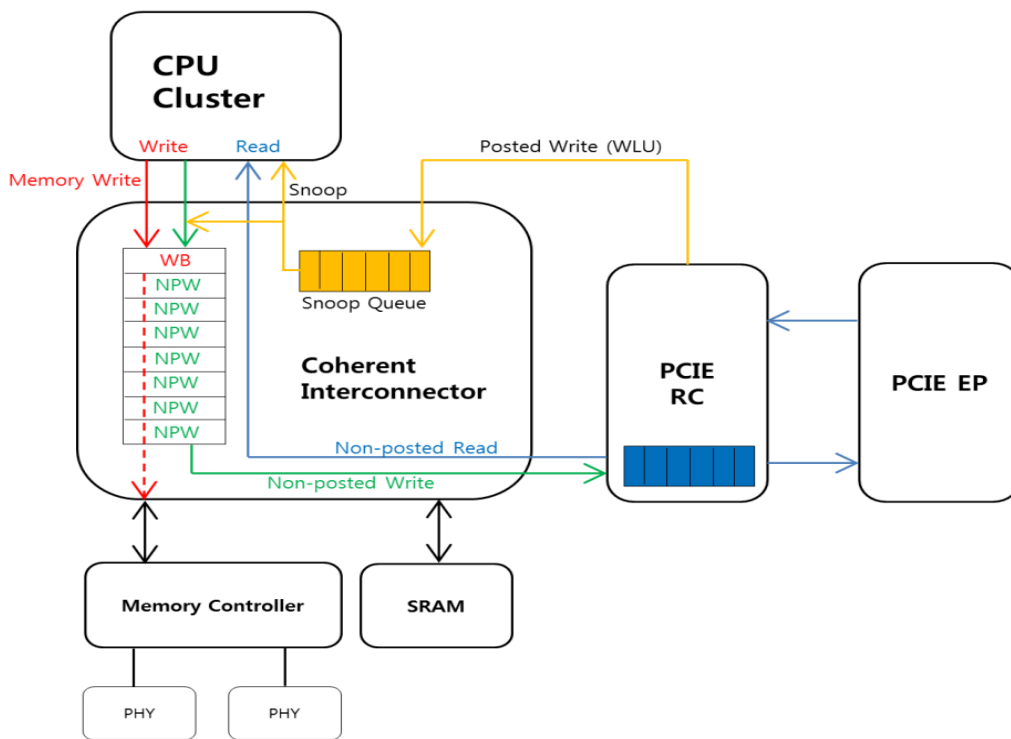 CPU
Cluster
Write
Read
Memory Write
Snoop
Posted Write (WLU)
WB
NPW
NPW
NPW
NPW
NPW
NPW
NPW
Snoop Queue
Coherent
Interconnector
PCIE
RC
PCIE EP
Non-posted Read
Non-posted Write
Memory Controller
SRAM
PHY
PHY